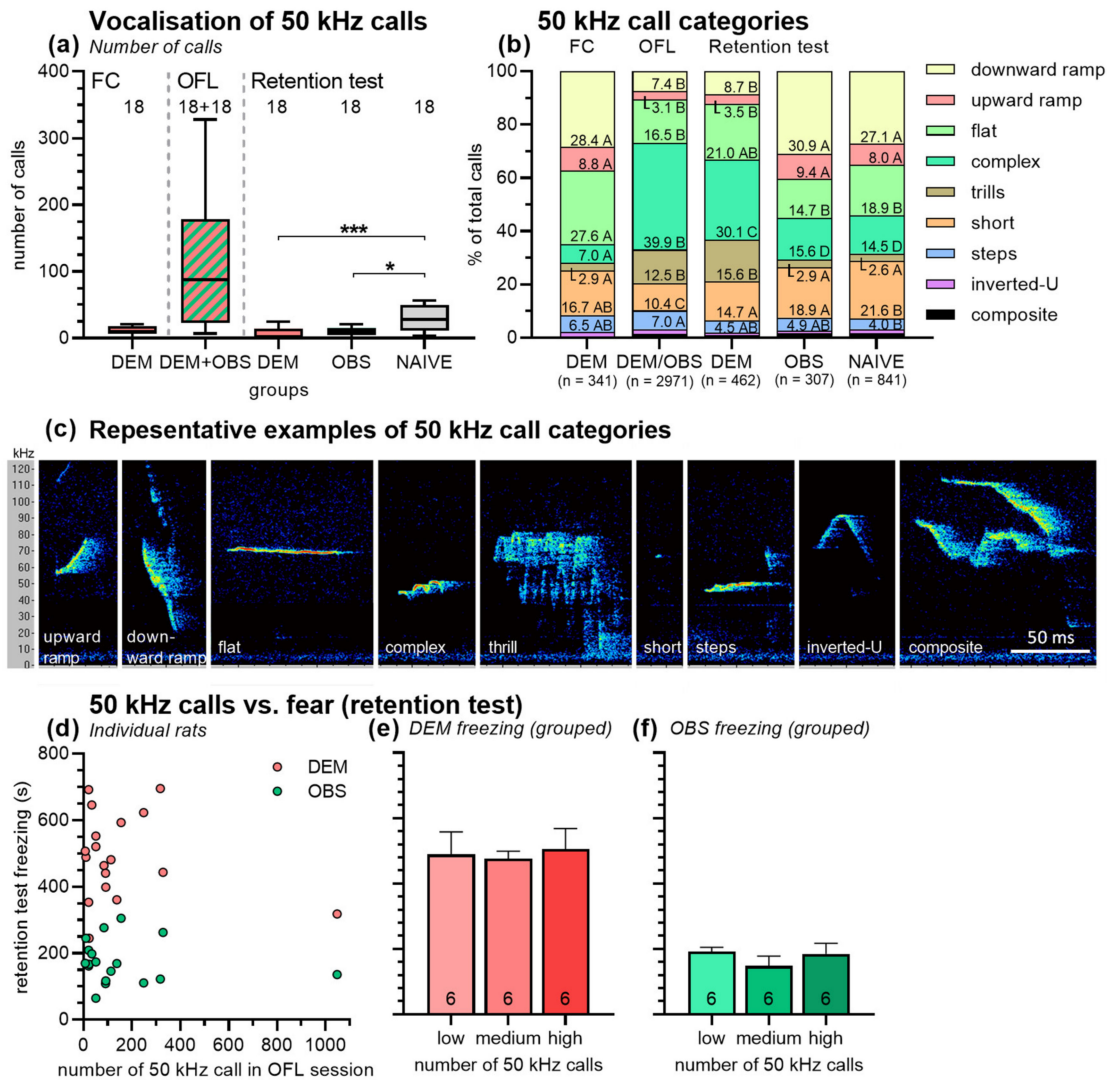 Vocalisation of 50 kHz calls
(a) Number of calls
400
300
200
100
0
number of calls
FC
OFL
Retention test
18
18+18
18
18
18
***
*
DEM
DEM+OBS
DEM
OBS
NAIVE
groups
50 kHz call categories
(b)
FC
OFL
Retention test
100
80
60
40
20
0
% of total calls
28.4 A
8.8 A
27.6 A
7.0 A
2.9 A
16.7 AB
6.5 AB
7.4 B
3.1 B
16.5 B
39.9 B
12.5 B
10.4 C
7.0 A
8.7 B
3.5 B
21.0 AB
30.1 C
15.6 B
14.7 A
4.5 AB
30.9 A
9.4 A
14.7 B
15.6 D
2.9 A
18.9 A
4.9 AB
27.1 A
8.0 A
18.9 B
14.5 D
2.6 A
21.6 B
4.0 B
DEM
(n = 341)
DEM/OBS
(n = 2971)
DEM
(n = 462)
OBS
(n = 307)
NAIVE
(n = 841)
downward ramp
upward ramp
flat
complex
trills
short
steps
inverted-U
composite
(c) Repesentative examples of 50 kHz call categories
kHz
120
110
100
90
80
70
60
50
40
30
20
10
0
upward
ramp
down-
ward ramp
flat
complex
thrill
short
steps
inverted-U
composite
50 ms
50 kHz calls vs. fear (retention test)
(d) Individual rats
800
600
400
200
0
retention test freezing (s)
DEM
OBS
0
200
400
600
800
1000
number of 50 kHz call in OFL session
(e) DEM freezing (grouped)
6
6
6
low
medium
high
number of 50 kHz calls
(f) OBS freezing (grouped)
6
6
6
low
medium
high
number of 50 kHz calls